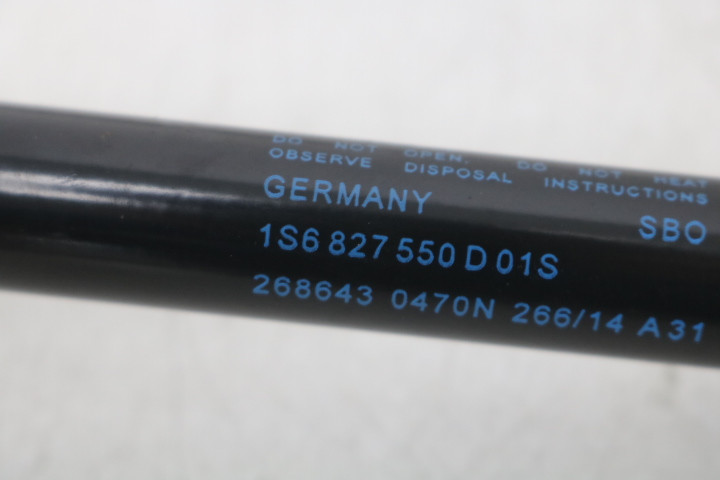 DO NOT OPEN. DO NOT HEAT
OBSERVE DISPOSAL INSTRUCTIONS
GERMANY SBO
1S6 827 550 D 01S
268643 0470N 266/14 A 31